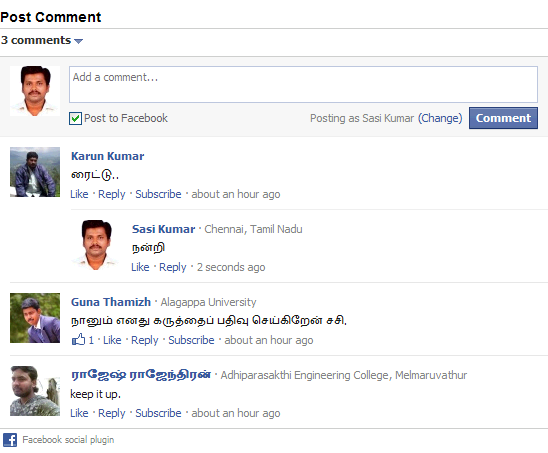 Post Comment
3 comments
Add a comment...
Post to Facebook Posting as Sasi Kumar (Change) Comment
Karun Kumar
ரைட்டு..
Like · Reply · Subscribe · about an hour ago
Sasi Kumar · Chennai, Tamil Nadu
நன்றி
Like · Reply · 2 seconds ago
Guna Thamizh · Alagappa University
நானும் எனது கருத்தைப் பதிவு செய்கிறேன் சசி.
1 · Like · Reply · Subscribe · about an hour ago
ராஜேஷ் ராஜேந்திரன் · Adhiparasakthi Engineering College, Melmaruvathur
keep it up.
Like · Reply · Subscribe · about an hour ago
Facebook social plugin